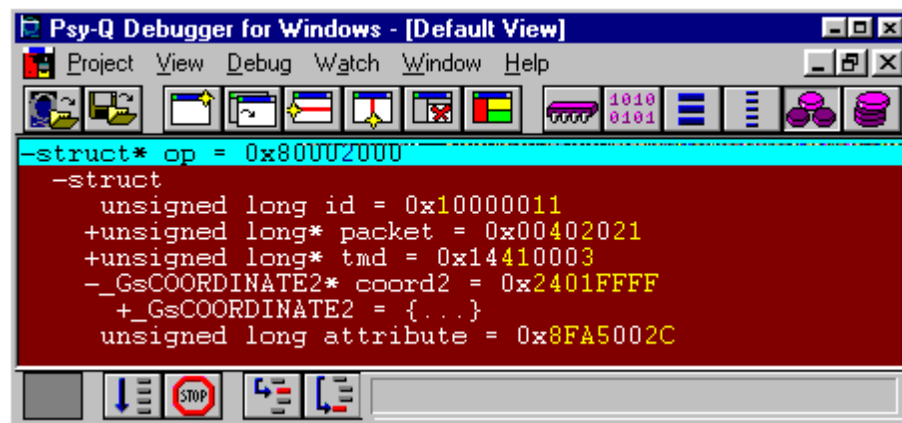 Psy-Q Debugger for Windows - [Default View]
Project View Debug Watch Window Help
1010
0101
-struct* op = 0x80002000
-struct
unsigned long id = 0x10000011
+unsigned long* packet = 0x00402021
+unsigned long* tmd = 0x14410003
-_GsCOORDINATE2* coord2 = 0x2401FFFF
+_GsCOORDINATE2 = {...}
unsigned long attribute = 0x8FA5002C
STOP